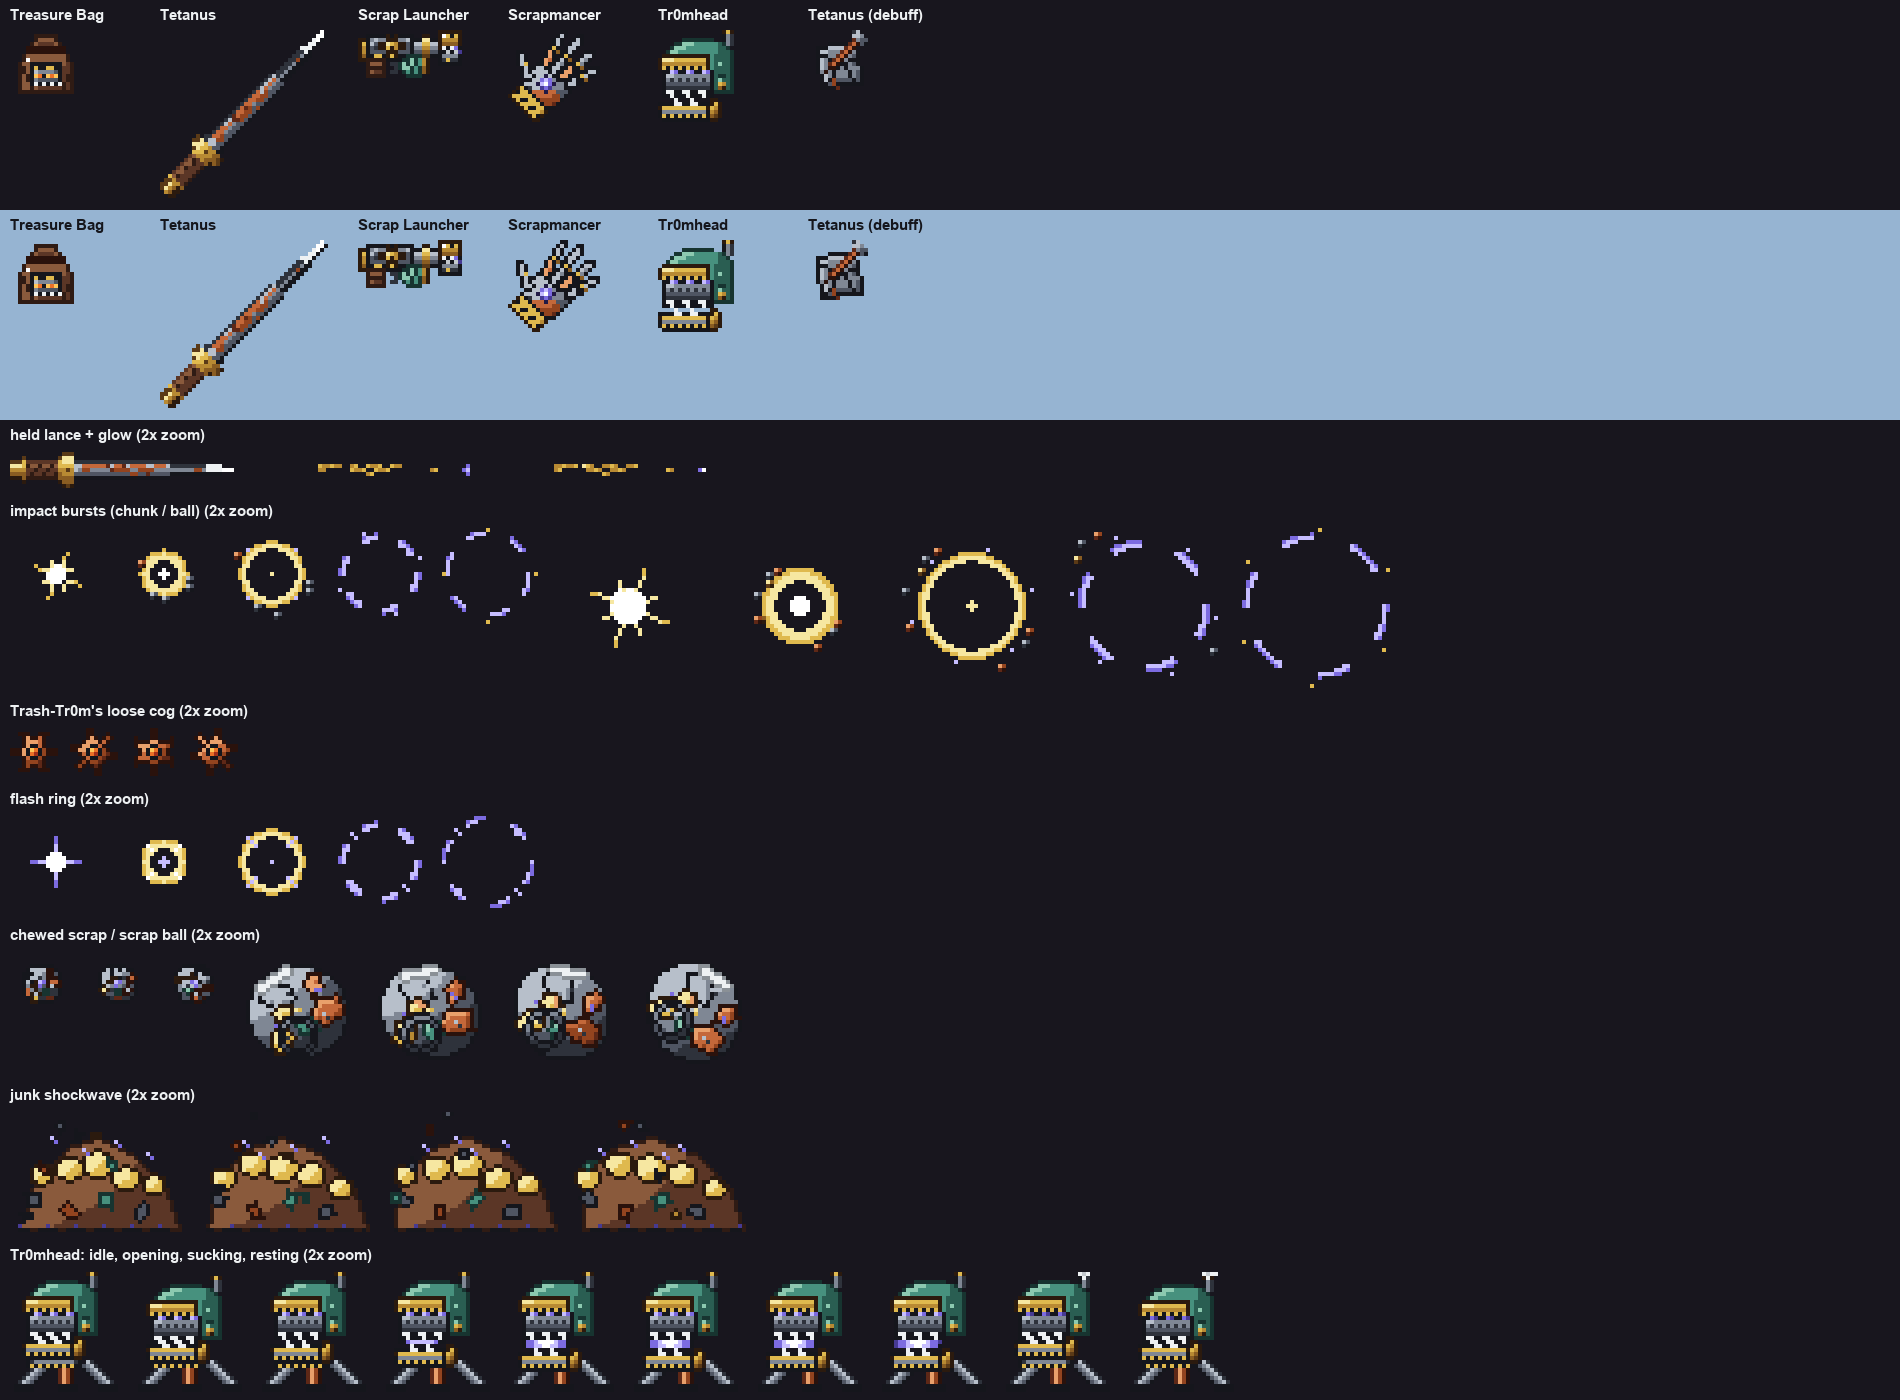 Treasure Bag Tetanus Scrap Launcher Scrapmancer Tr0mhead Tetanus (debuff)
Treasure Bag Tetanus Scrap Launcher Scrapmancer Tr0mhead Tetanus (debuff)
held lance + glow (2x zoom)
impact bursts (chunk / ball) (2x zoom)
Trash-Tr0m's loose cog (2x zoom)
flash ring (2x zoom)
chewed scrap / scrap ball (2x zoom)
junk shockwave (2x zoom)
Tr0mhead: idle, opening, sucking, resting (2x zoom)